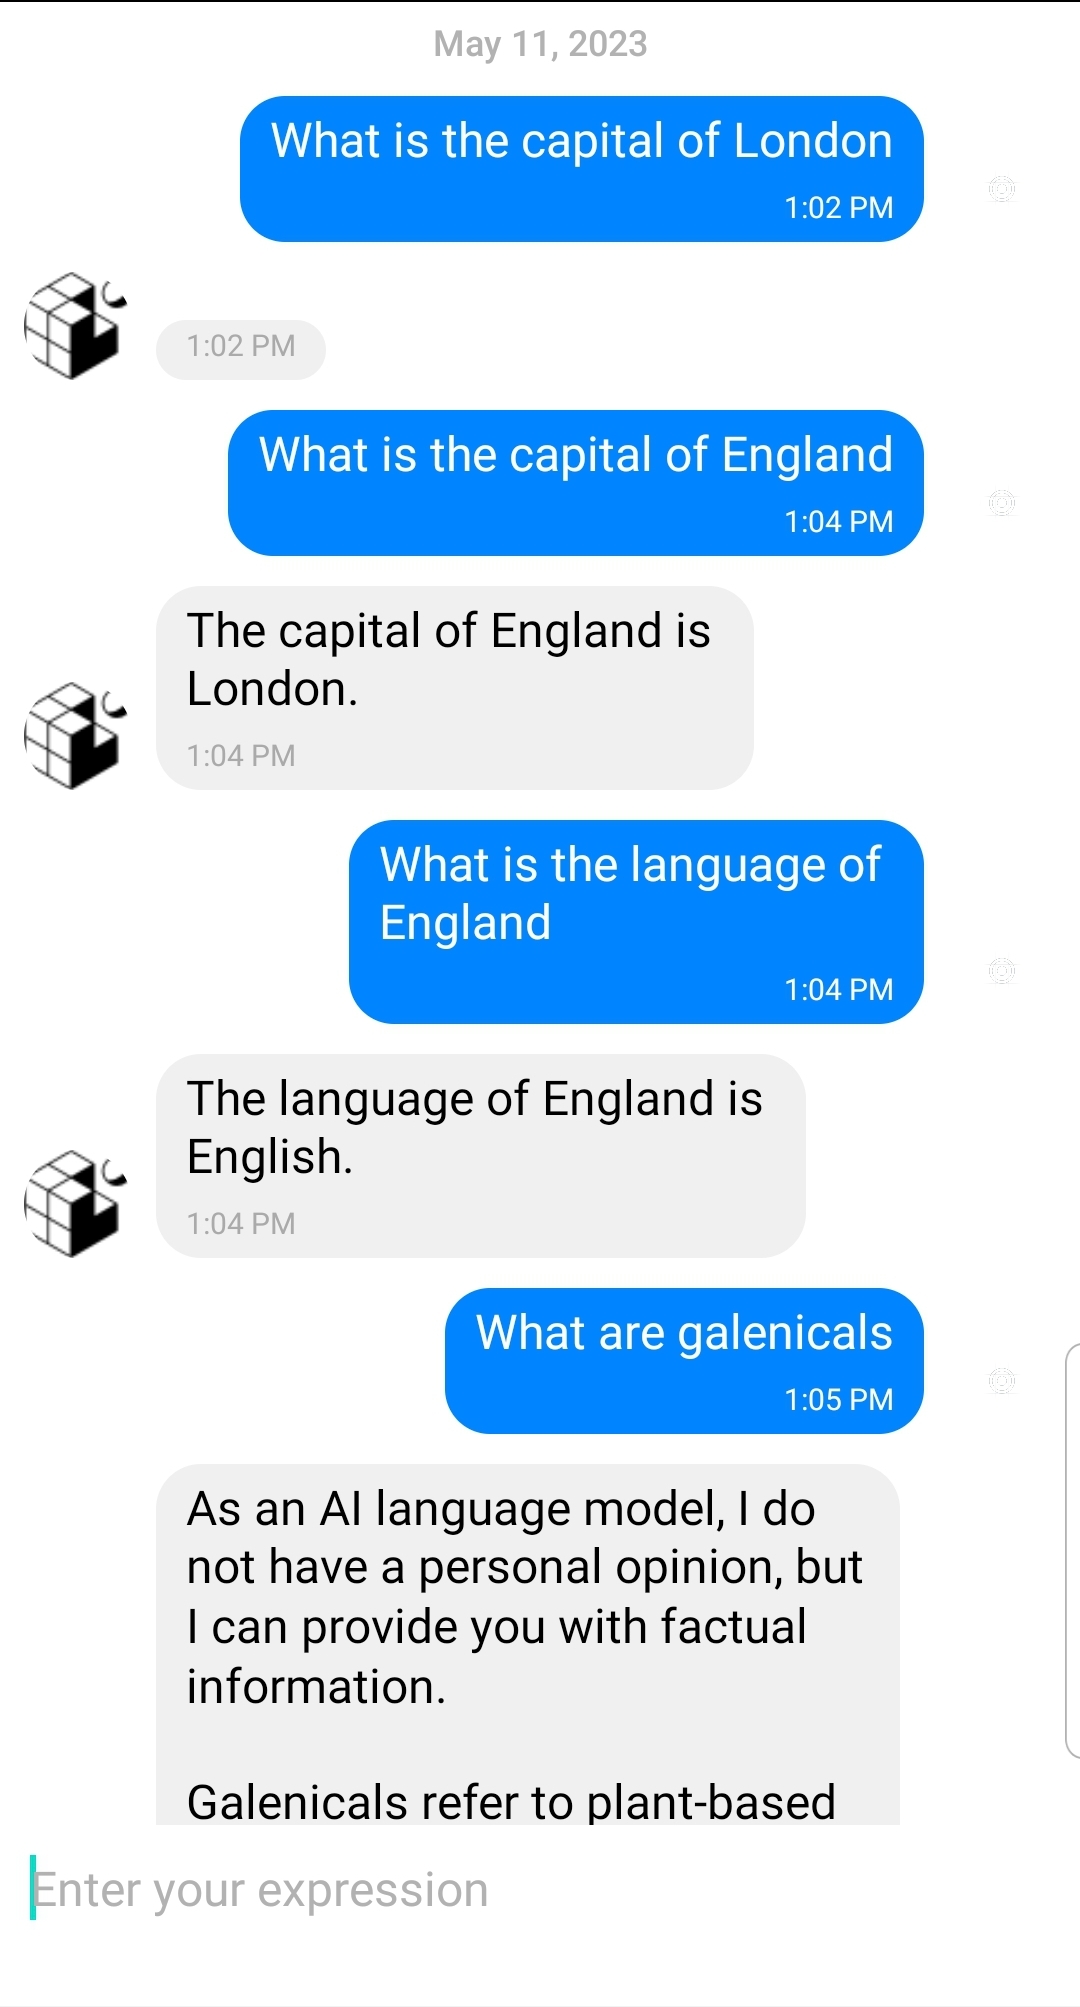 May 11, 2023
What is the capital of London
1:02 PM
1:02 PM
What is the capital of England
1:04 PM
The capital of England is
London.
1:04 PM
What is the language of
England
1:04 PM
The language of England is
English.
1:04 PM
What are galenicals
1:05 PM
As an AI language model, I do
not have a personal opinion, but
I can provide you with factual
information.
Galenicals refer to plant-based
Enter your expression